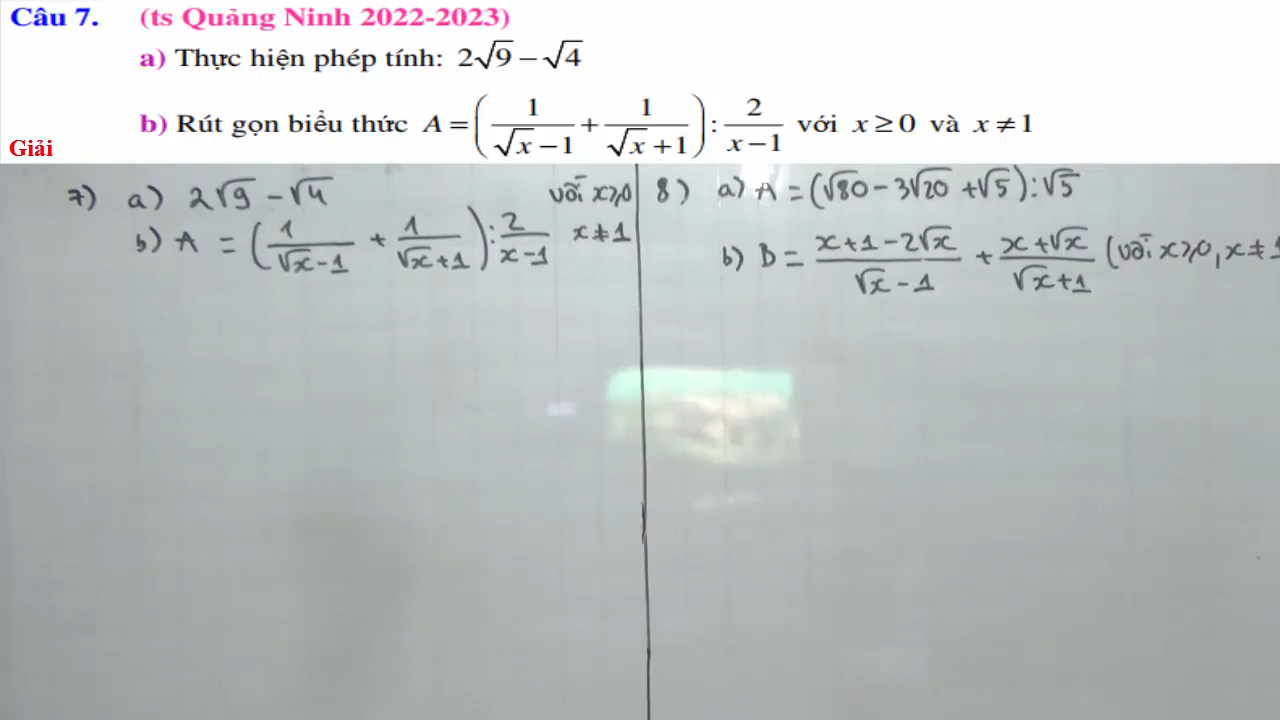 Câu 7. (ts Quảng Ninh 2022-2023)
a) Thực hiện phép tính: 2√9 − √4
b) Rút gọn biểu thức A = (1/(√x − 1) + 1/(√x + 1)) : 2/(x − 1) với x ≥ 0 và x ≠ 1
Giải
7) a) 2√9 − √4
b) A = (1/(√x − 1) + 1/(√x + 1)) : 2/(x − 1) với x ≥ 0
x ≠ 1
8) a) A = (√80 − 3√20 + √5) : √5
b) B = (x + 1 − 2√x)/(√x − 1) + (x + √x)/(√x + 1) (với x ≥ 0, x ≠ 1